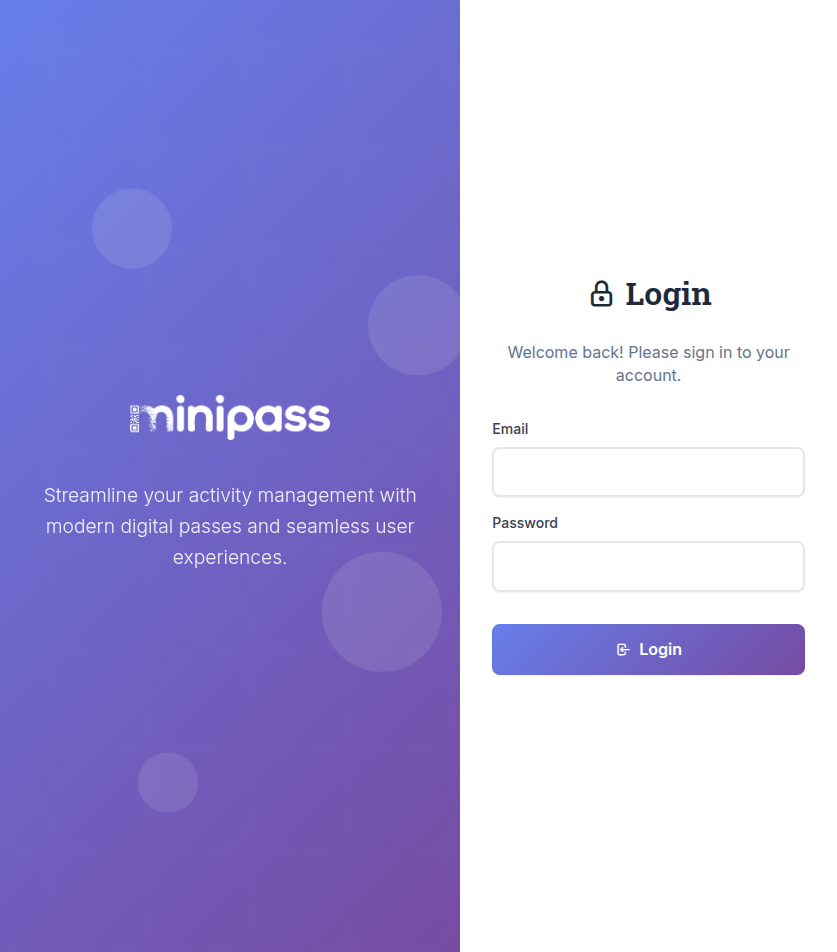 minipass
Streamline your activity management with
modern digital passes and seamless user
experiences.
Login
Welcome back! Please sign in to your
account.
Email
Password
Login